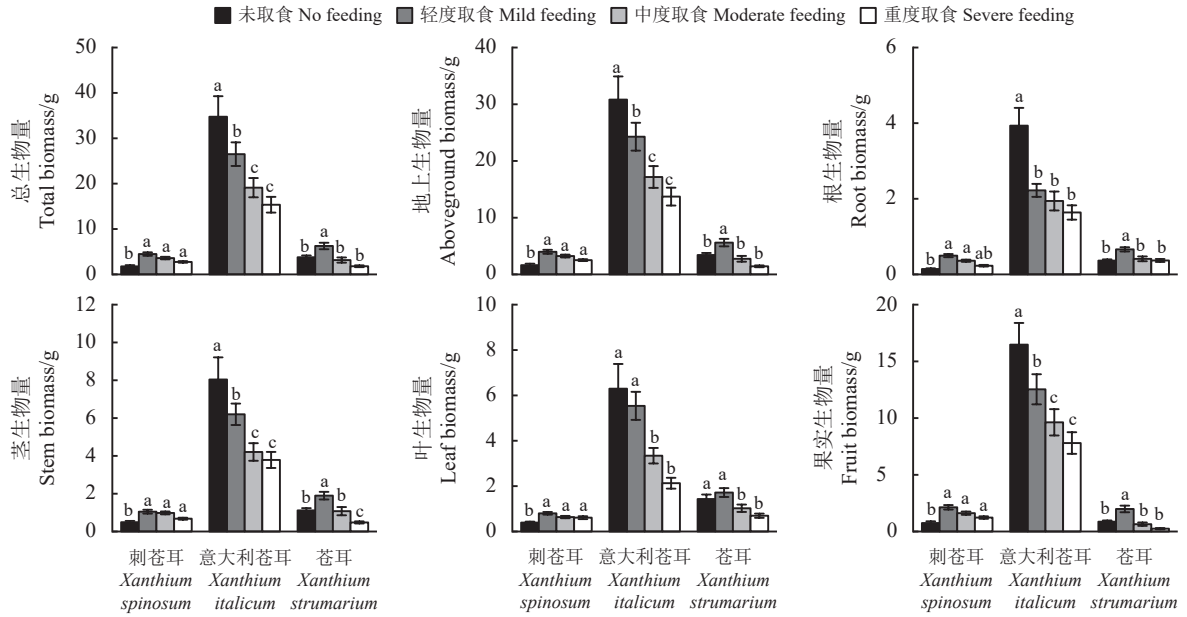 未取食 No feeding 轻度取食 Mild feeding 中度取食 Moderate feeding 重度取食 Severe feeding
总生物量
Total biomass/g
50
40
30
20
10
0
b a a a
a b c c
b a b b
地上生物量
Aboveground biomass/g
40
30
20
10
0
b a a a
a b c c
b a b b
根生物量
Root biomass/g
6
4
2
0
b a a ab
a b b b
b a b b
茎生物量
Stem biomass/g
12
10
8
6
4
2
0
b a a a
a b c c
b a b c
刺苍耳 意大利苍耳 苍耳
Xanthium Xanthium Xanthium
spinosum italicum strumarium
叶生物量
Leaf biomass/g
10
8
6
4
2
0
b a a a
a a b b
a a b b
刺苍耳 意大利苍耳 苍耳
Xanthium Xanthium Xanthium
spinosum italicum strumarium
果实生物量
Fruit biomass/g
20
15
10
5
0
b a a a
a b c c
b a b b
刺苍耳 意大利苍耳 苍耳
Xanthium Xanthium Xanthium
spinosum italicum strumarium